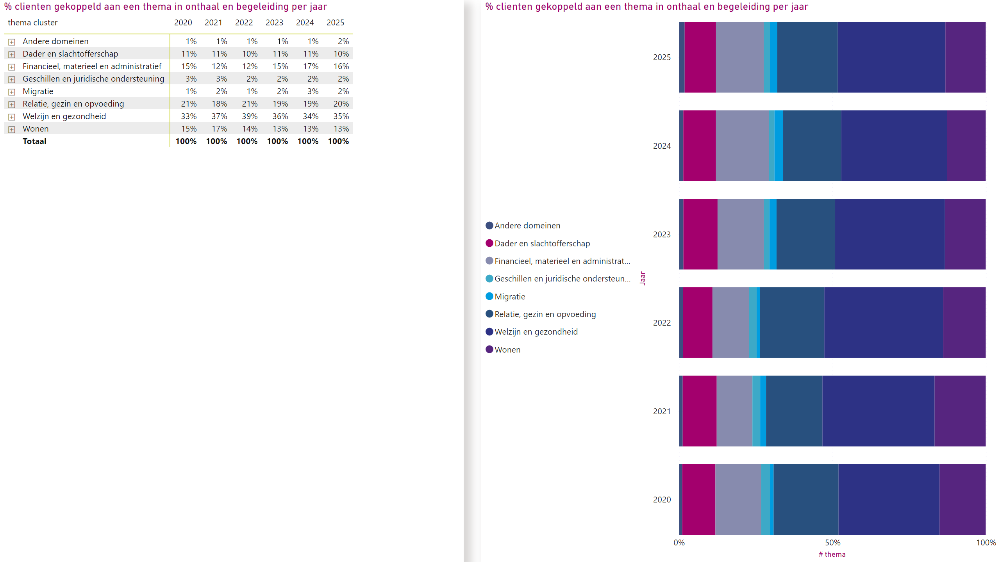 % clienten gekoppeld aan een thema in onthaal en begeleiding per jaar
thema cluster 2020 2021 2022 2023 2024 2025
Andere domeinen 1% 1% 1% 1% 1% 2%
Dader en slachtofferschap 11% 11% 10% 11% 11% 10%
Financieel, materieel en administratief 15% 12% 12% 15% 17% 16%
Geschillen en juridische ondersteuning 3% 3% 2% 2% 2% 2%
Migratie 1% 2% 1% 2% 3% 2%
Relatie, gezin en opvoeding 21% 18% 21% 19% 19% 20%
Welzijn en gezondheid 33% 37% 39% 36% 34% 35%
Wonen 15% 17% 14% 13% 13% 13%
Totaal 100% 100% 100% 100% 100% 100%
% clienten gekoppeld aan een thema in onthaal en begeleiding per jaar
Andere domeinen
Dader en slachtofferschap
Financieel, materieel en administrat...
Geschillen en juridische ondersteun...
Migratie
Relatie, gezin en opvoeding
Welzijn en gezondheid
Wonen
Jaar
2025
2024
2023
2022
2021
2020
0% 50% 100%
# thema